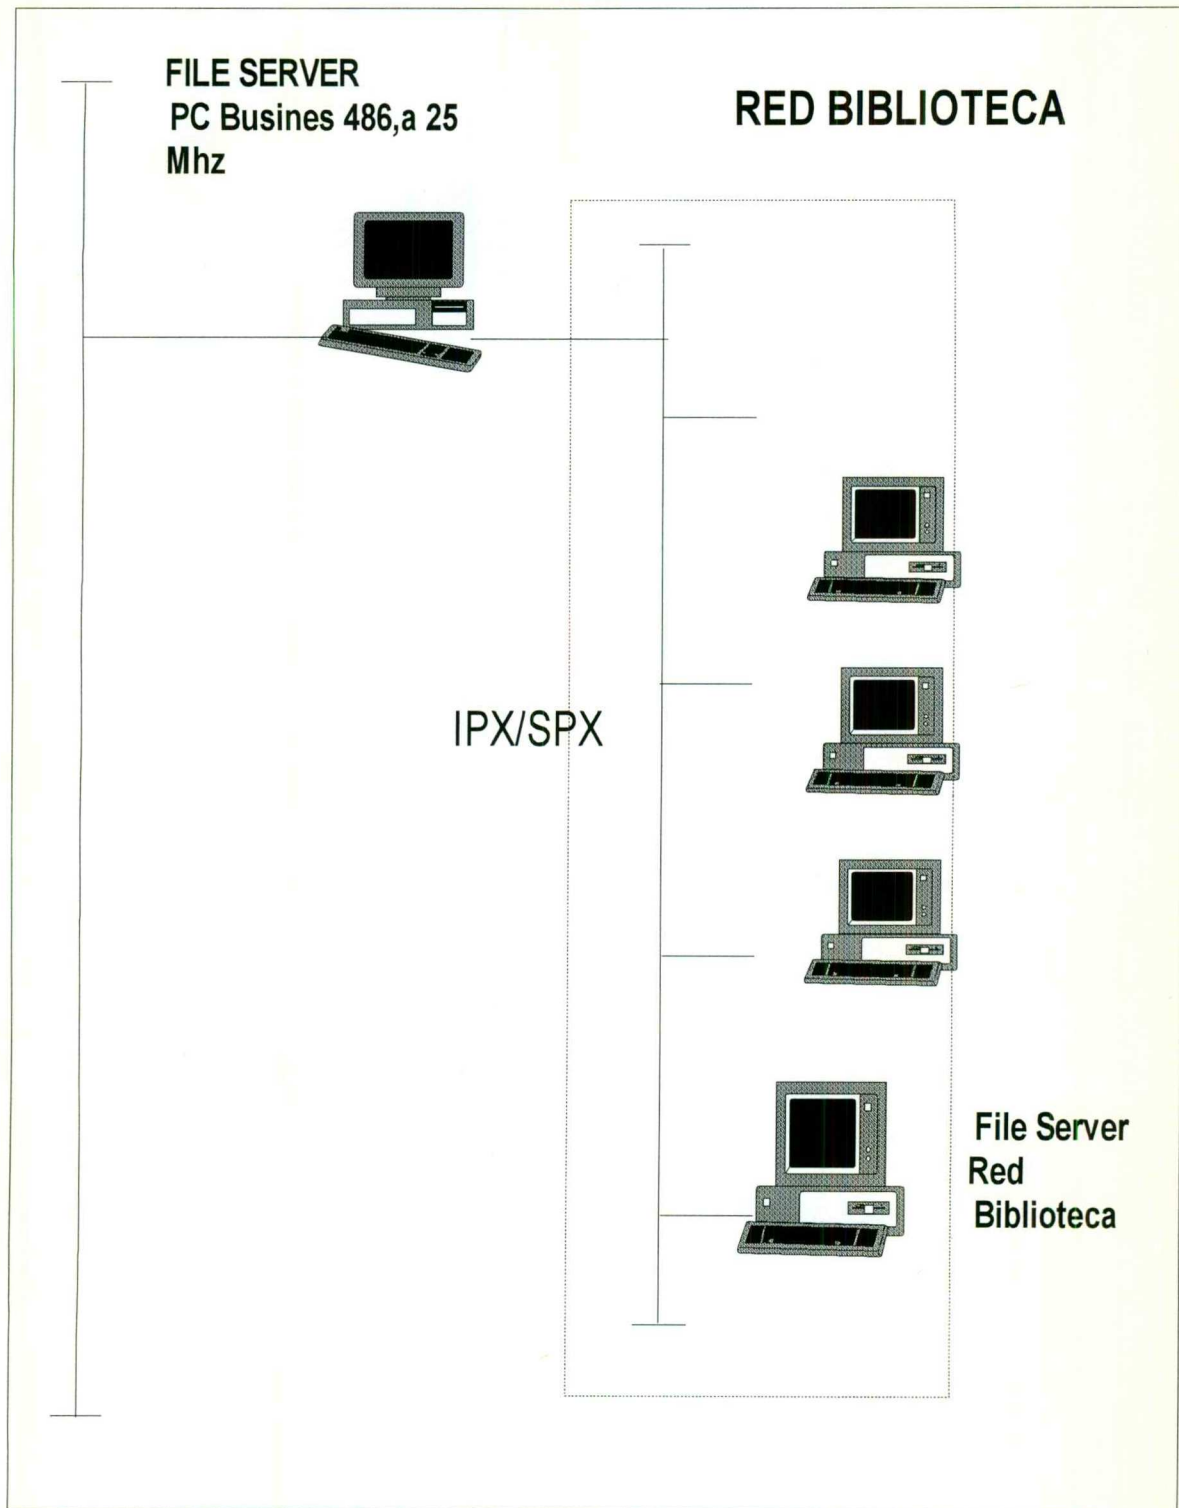 FILE SERVER
PC Busines 486,a 25
Mhz
RED BIBLIOTECA
IPX/SPX
File Server
Red
Biblioteca